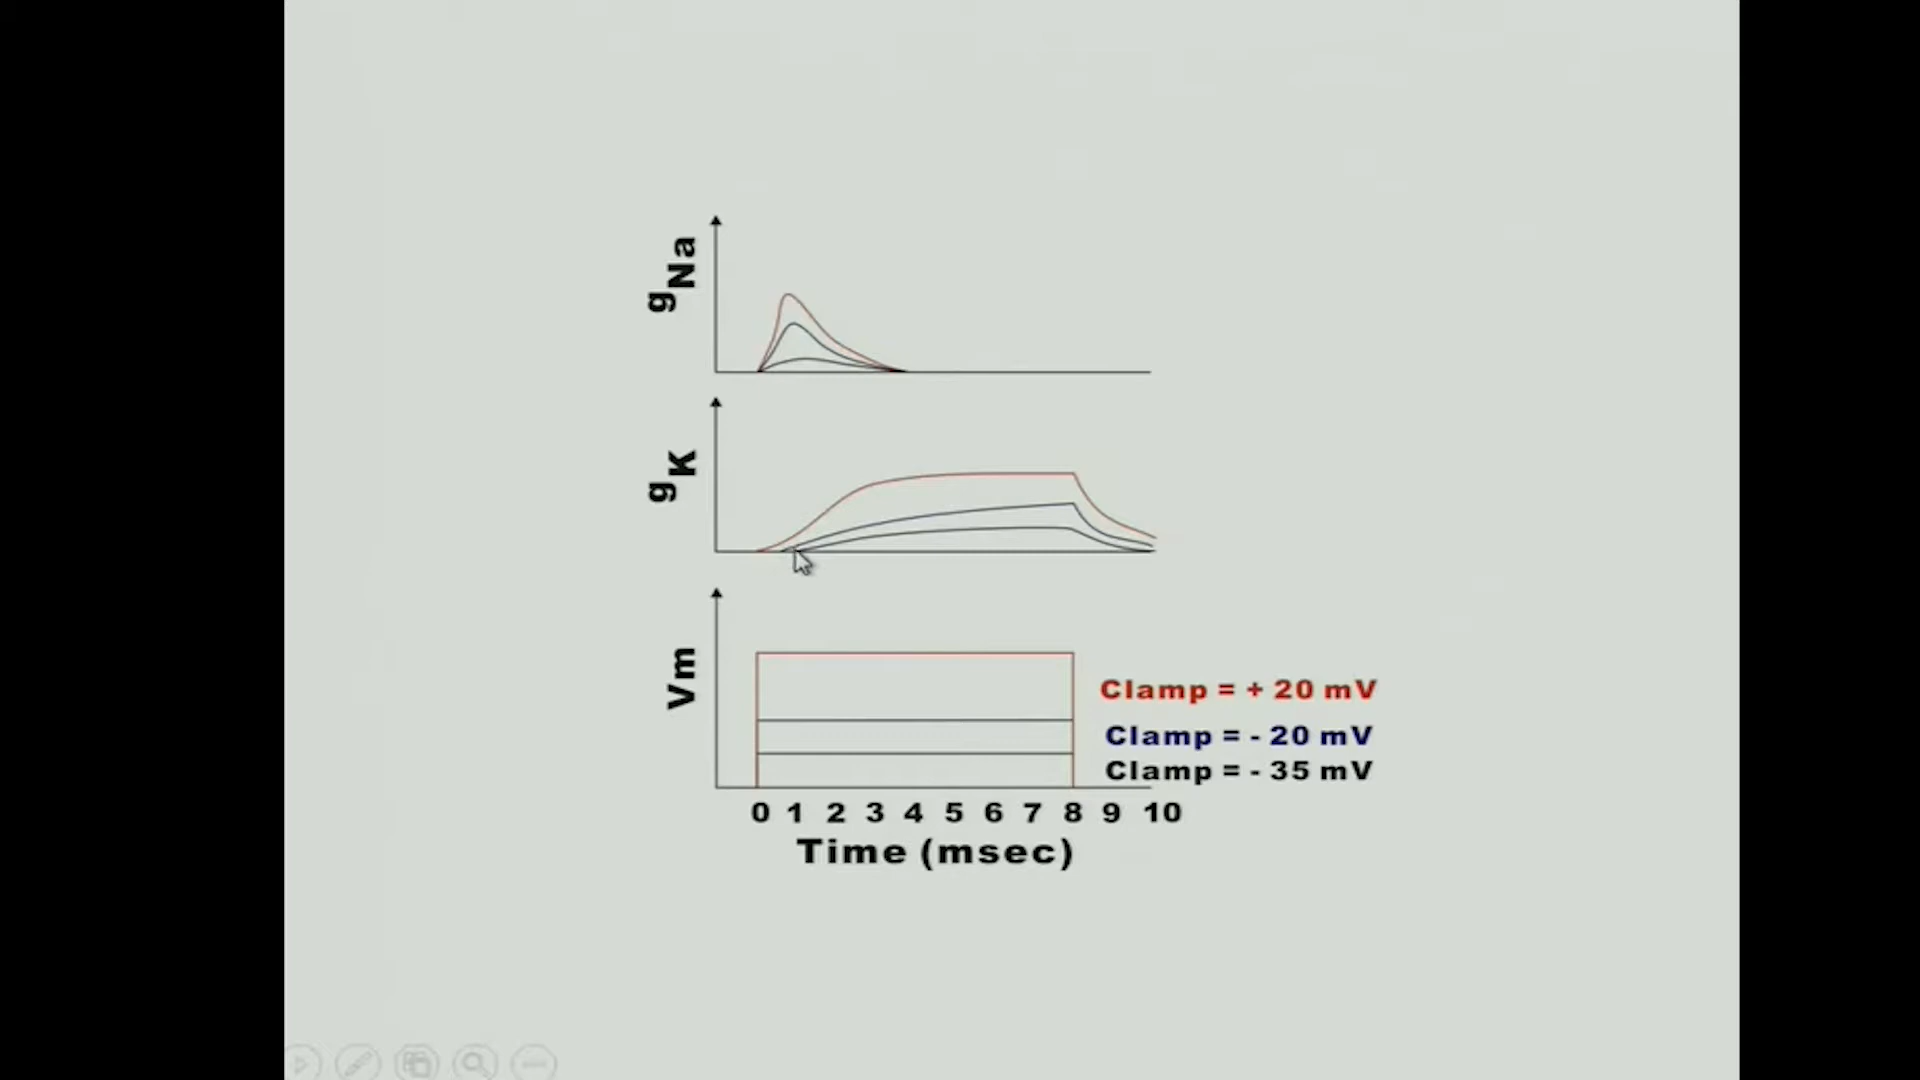 gNa
gK
Vm
Clamp = + 20 mV
Clamp = - 20 mV
Clamp = - 35 mV
0 1 2 3 4 5 6 7 8 9 10
Time (msec)